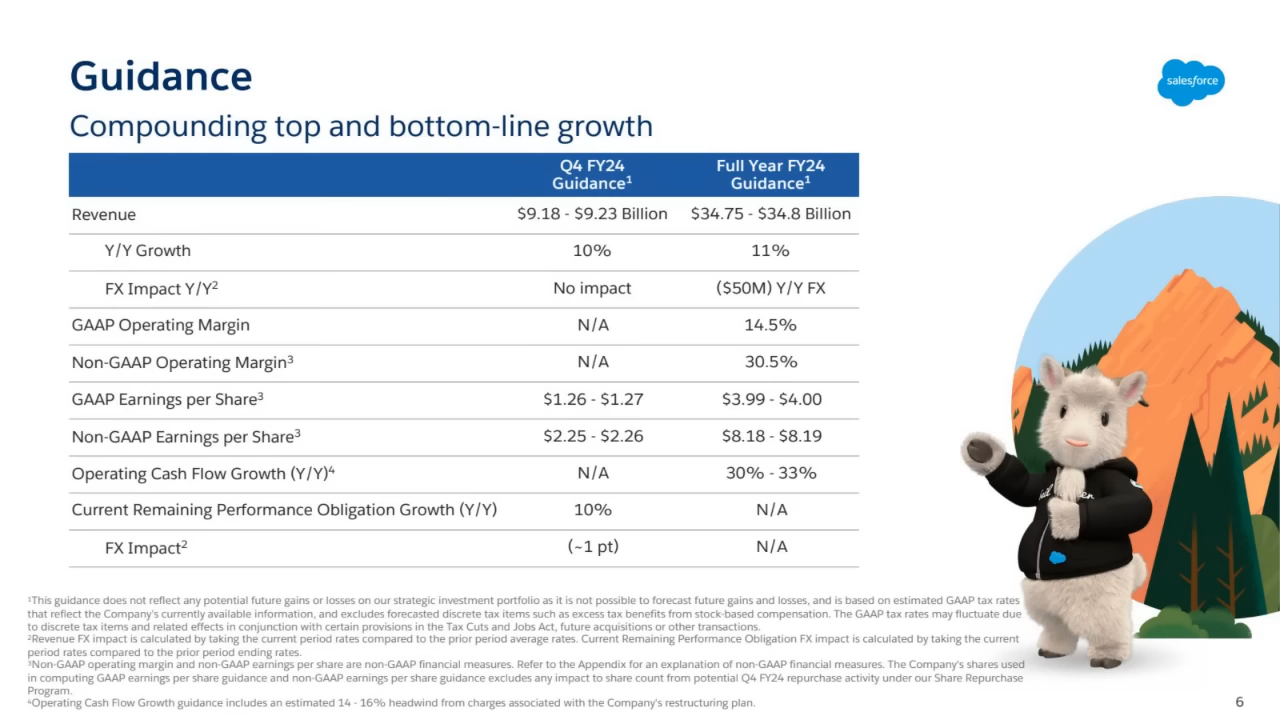 Guidance
salesforce
Compounding top and bottom-line growth
Q4 FY24 Guidance¹ Full Year FY24 Guidance¹
Revenue $9.18 - $9.23 Billion $34.75 - $34.8 Billion
Y/Y Growth 10% 11%
FX Impact Y/Y² No impact ($50M) Y/Y FX
GAAP Operating Margin N/A 14.5%
Non-GAAP Operating Margin³ N/A 30.5%
GAAP Earnings per Share³ $1.26 - $1.27 $3.99 - $4.00
Non-GAAP Earnings per Share³ $2.25 - $2.26 $8.18 - $8.19
Operating Cash Flow Growth (Y/Y)⁴ N/A 30% - 33%
Current Remaining Performance Obligation Growth (Y/Y) 10% N/A
FX Impact² (~1 pt) N/A
¹This guidance does not reflect any potential future gains or losses on our strategic investment portfolio as it is not possible to forecast future gains and losses, and is based on estimated GAAP tax rates
that reflect the Company's currently available information, and excludes forecasted discrete tax items such as excess tax benefits from stock-based compensation. The GAAP tax rates may fluctuate due
to discrete tax items and related effects in conjunction with certain provisions in the Tax Cuts and Jobs Act, future acquisitions or other transactions.
²Revenue FX impact is calculated by taking the current period rates compared to the prior period average rates. Current Remaining Performance Obligation FX impact is calculated by taking the current
period rates compared to the prior period ending rates.
³Non-GAAP operating margin and non-GAAP earnings per share are non-GAAP financial measures. Refer to the Appendix for an explanation of non-GAAP financial measures. The Company's shares used
in computing GAAP earnings per share guidance and non-GAAP earnings per share guidance excludes any impact to share count from potential Q4 FY24 repurchase activity under our Share Repurchase
Program.
⁴Operating Cash Flow Growth guidance includes an estimated 14 - 16% headwind from charges associated with the Company's restructuring plan.
6